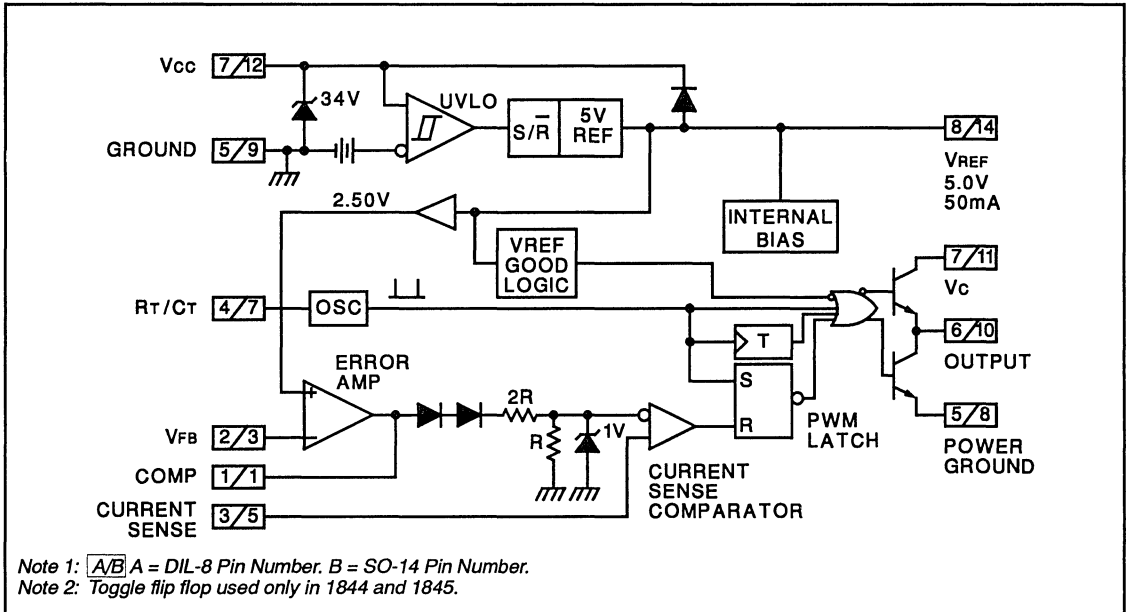 Vcc 7/12
34V
UVLO
S/R̅
5V
REF
GROUND 5/9
8/14
VREF
5.0V
50mA
2.50V
INTERNAL
BIAS
VREF
GOOD
LOGIC
7/11
Vc
RT/CT 4/7
OSC
T
6/10
OUTPUT
ERROR
AMP
+
2R
S
R
PWM
LATCH
VFB 2/3
−
R
1V
5/8
POWER
GROUND
COMP 1/1
CURRENT
SENSE
COMPARATOR
CURRENT
SENSE 3/5
Note 1: A/B A = DIL-8 Pin Number. B = SO-14 Pin Number.
Note 2: Toggle flip flop used only in 1844 and 1845.